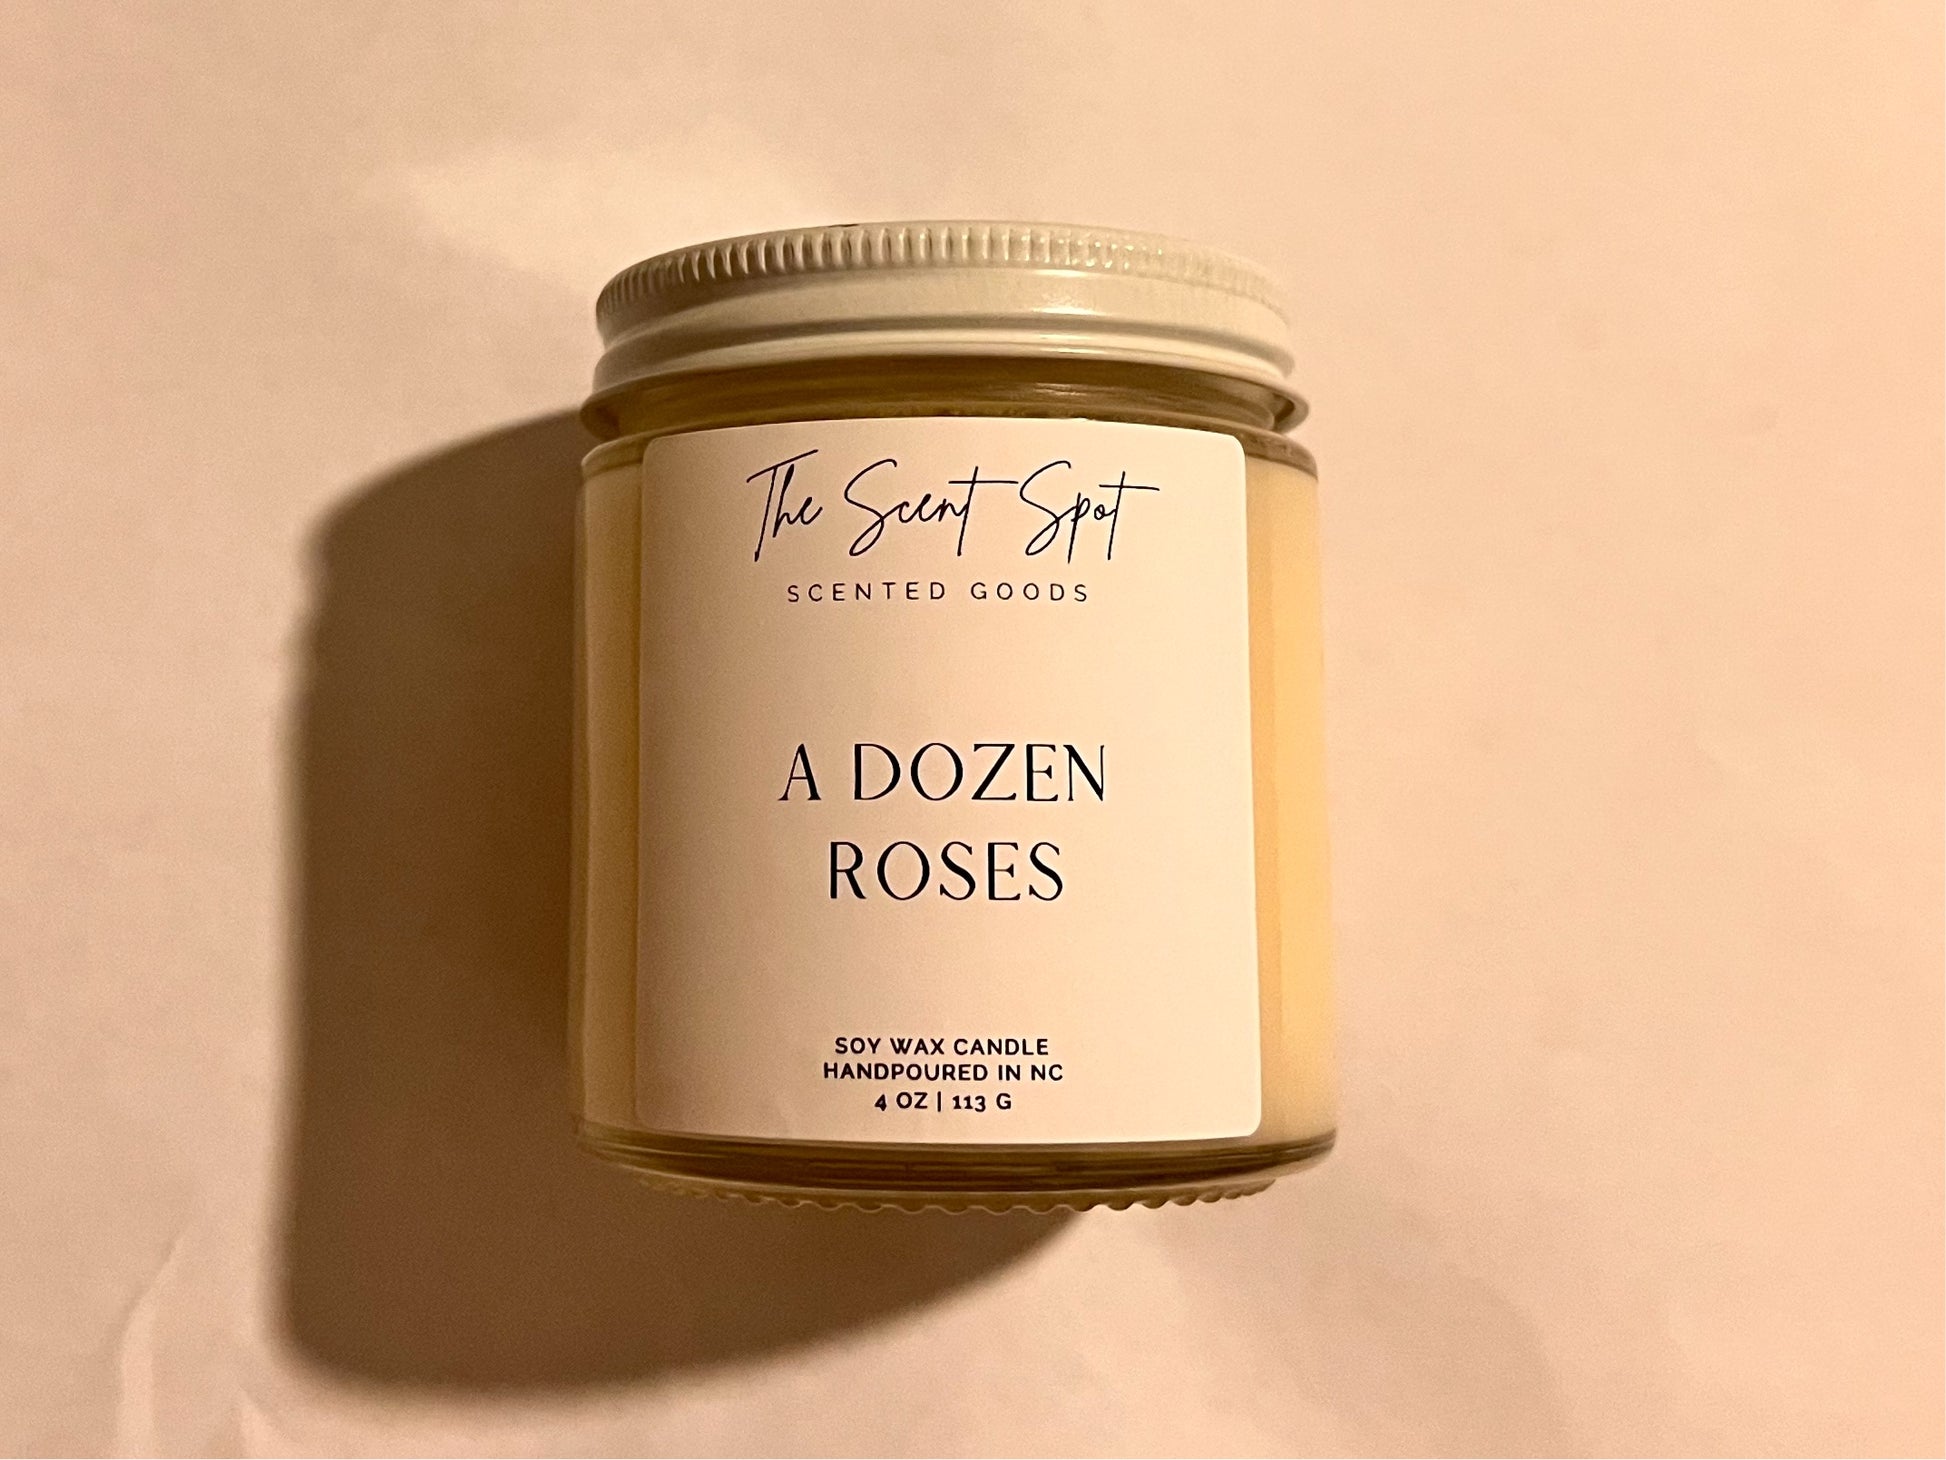 The Scent Spot
SCENTED GOODS
A DOZEN
ROSES
SOY WAX CANDLE
HANDPOURED IN NC
4 OZ | 113 G